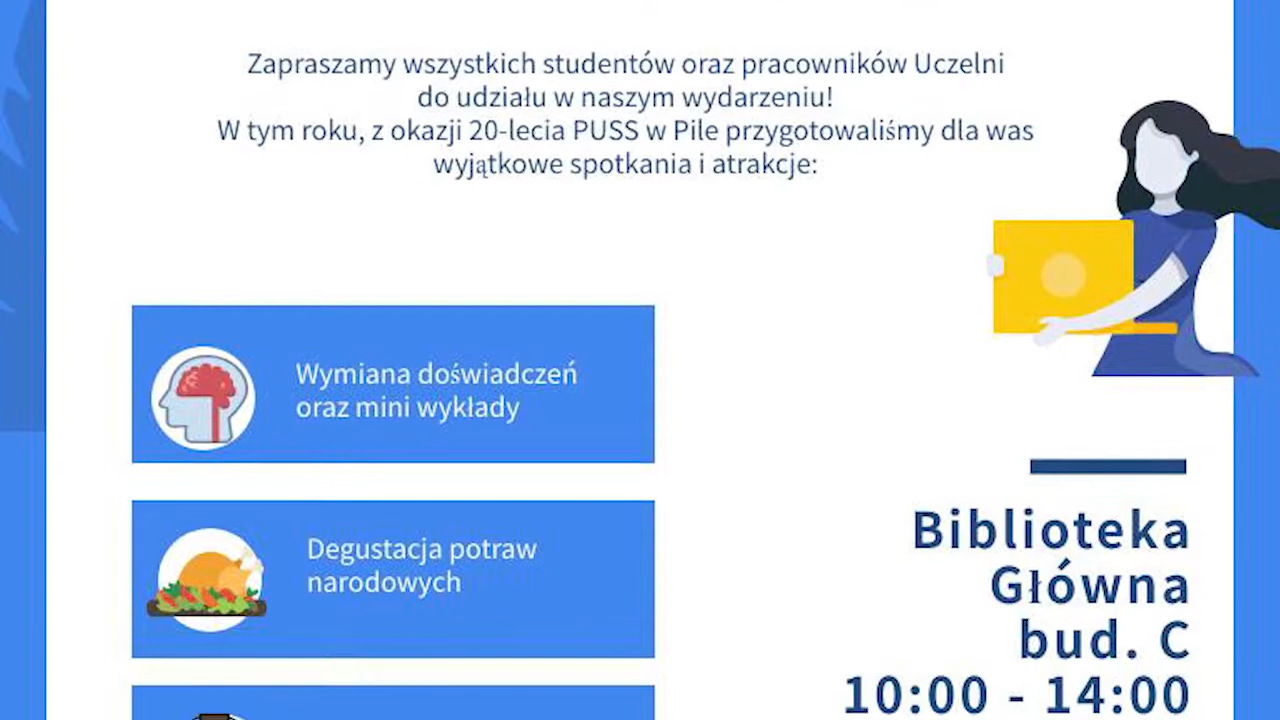 Zapraszamy wszystkich studentów oraz pracowników Uczelni
do udziału w naszym wydarzeniu!
W tym roku, z okazji 20-lecia PUSS w Pile przygotowaliśmy dla was
wyjątkowe spotkania i atrakcje:
Wymiana doświadczeń
oraz mini wykłady
Degustacja potraw
narodowych
Biblioteka
Główna
bud. C
10:00 - 14:00